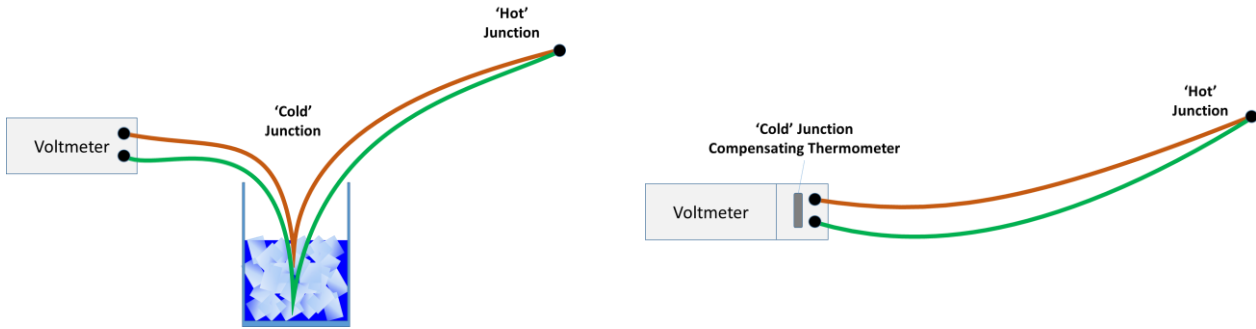 ‘Hot’
Junction
‘Cold’
Junction
Voltmeter
‘Hot’
Junction
‘Cold’ Junction
Compensating Thermometer
Voltmeter